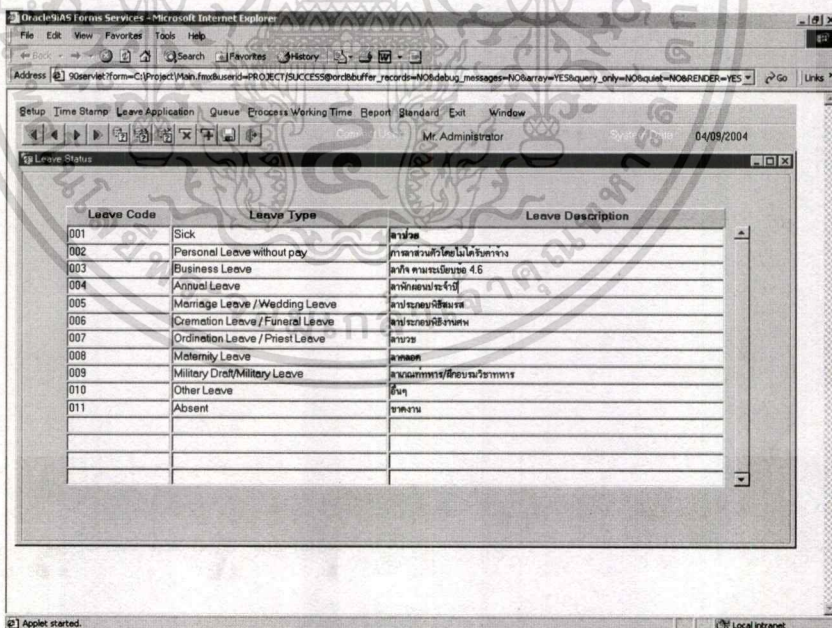 Oracle9iAS Forms Services - Microsoft Internet Explorer
File Edit View Favorites Tools Help
Back Search Favorites History
Address 90servlet?form=C:\Project\Main.fmx&userid=PROJECT/SUCCESS@ord&buffer_records=NO&debug_messages=NO&array=YES&query_only=NO&quiet=NO&RENDER=YES Go Links
Setup Time Stamp Leave Application Queue Process Working Time Report Standard Exit Window
Mr. Administrator 04/09/2004
Leave Status
Leave Code Leave Type Leave Description
001 Sick ลาป่วย
002 Personal Leave without pay การลาส่วนตัวโดยไม่ได้รับค่าจ้าง
003 Business Leave ลากิจ ตามระเบียบข้อ 4.6
004 Annual Leave ลาพักผ่อนประจำปี
005 Marriage Leave / Wedding Leave ลาประกอบพิธีสมรส
006 Cremation Leave / Funeral Leave ลาประกอบพิธีงานศพ
007 Ordination Leave / Priest Leave ลาบวช
008 Maternity Leave ลาคลอด
009 Military Draft/Military Leave ลาเกณฑ์ทหาร/ฝึกอบรมวิชาทหาร
010 Other Leave อื่นๆ
011 Absent ขาดงาน
Applet started. Local intranet